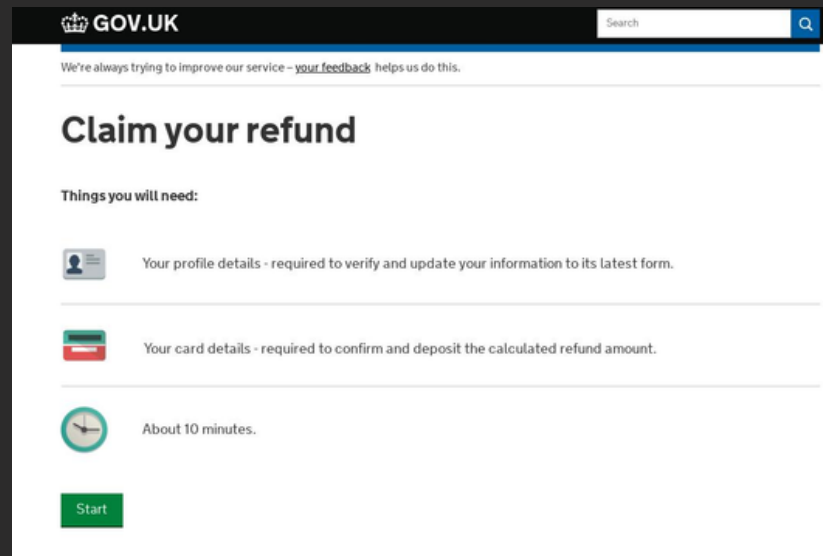 GOV.UK
Search
We're always trying to improve our service – your feedback helps us do this.
Claim your refund
Things you will need:
Your profile details - required to verify and update your information to its latest form.
Your card details - required to confirm and deposit the calculated refund amount.
About 10 minutes.
Start